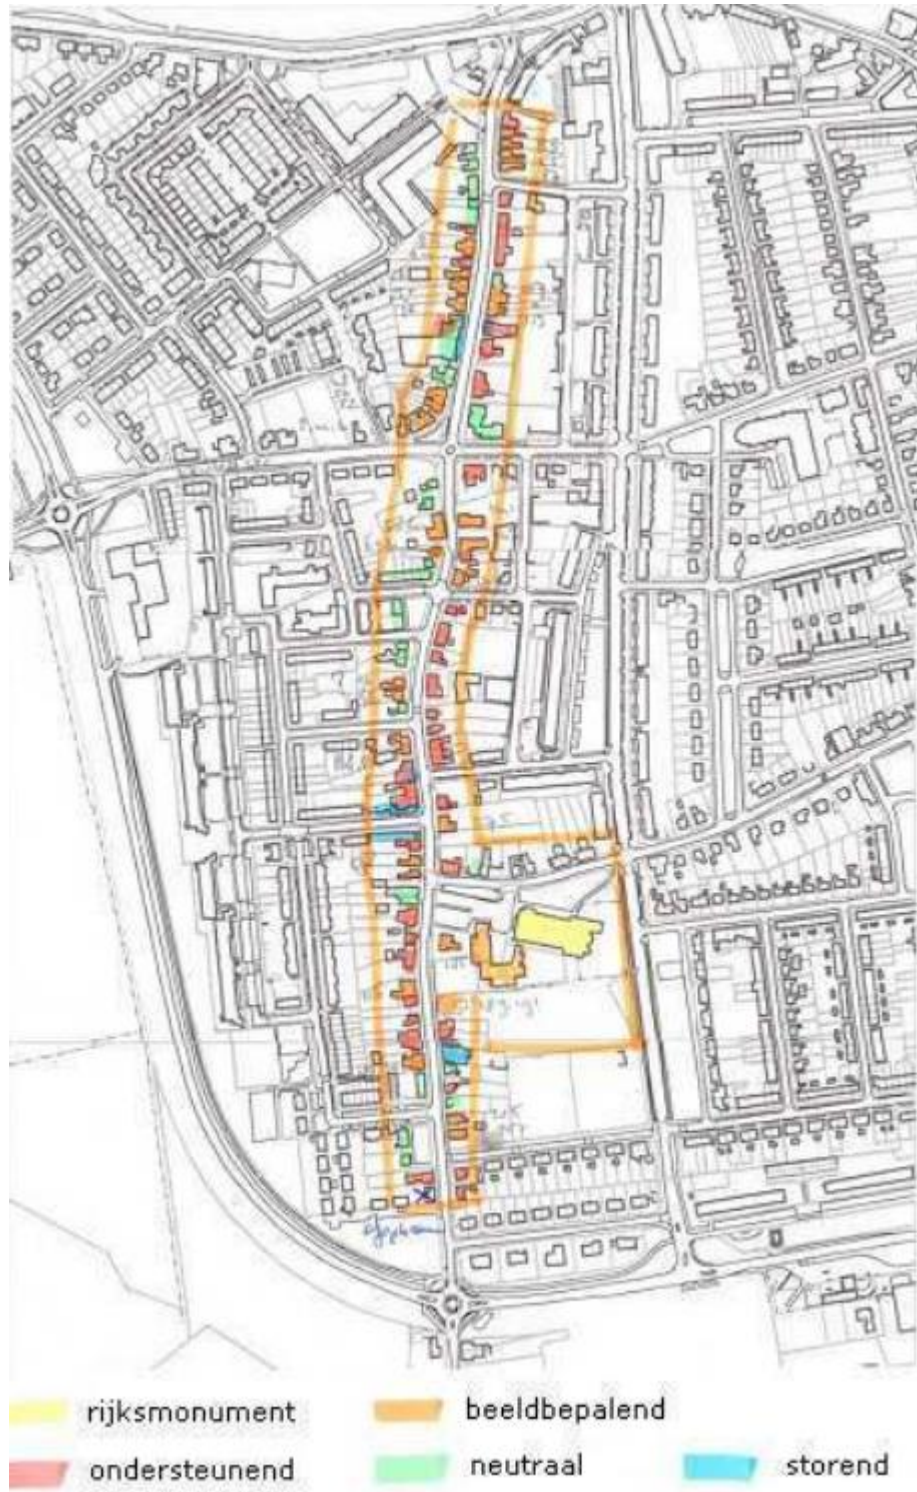 rijksmonument
beeldbepalend
ondersteunend
neutraal
storend